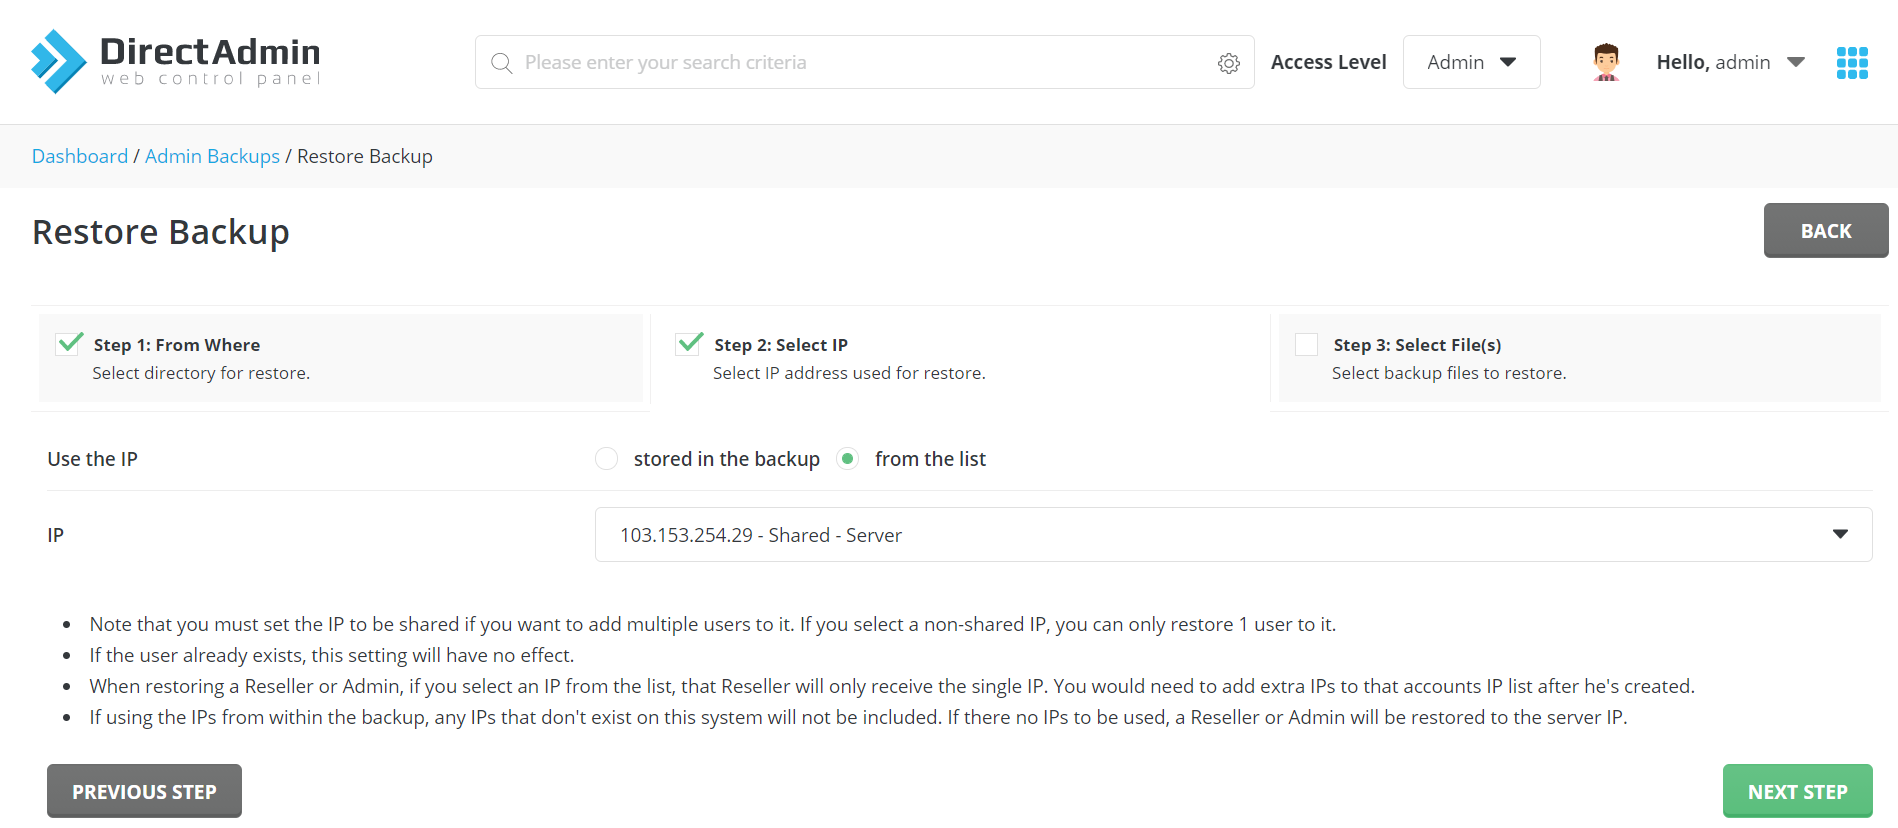 DirectAdmin
web control panel
Please enter your search criteria
Access Level
Admin
Hello, admin
Dashboard / Admin Backups / Restore Backup
Restore Backup
BACK
Step 1: From Where
Select directory for restore.
Step 2: Select IP
Select IP address used for restore.
Step 3: Select File(s)
Select backup files to restore.
Use the IP
stored in the backup
from the list
IP
103.153.254.29 - Shared - Server
Note that you must set the IP to be shared if you want to add multiple users to it. If you select a non-shared IP, you can only restore 1 user to it.
If the user already exists, this setting will have no effect.
When restoring a Reseller or Admin, if you select an IP from the list, that Reseller will only receive the single IP. You would need to add extra IPs to that accounts IP list after he's created.
If using the IPs from within the backup, any IPs that don't exist on this system will not be included. If there no IPs to be used, a Reseller or Admin will be restored to the server IP.
PREVIOUS STEP
NEXT STEP